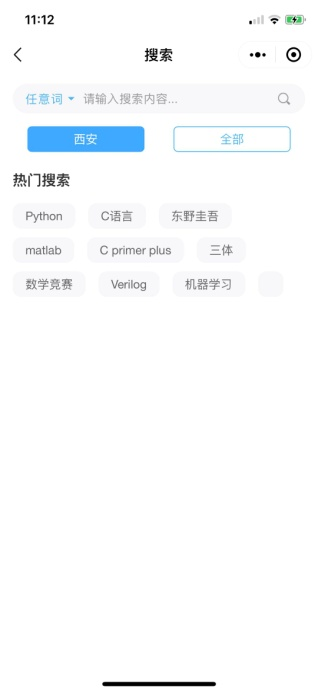 11:12
搜索
任意词 请输入搜索内容...
西安 全部
热门搜索
Python C语言 东野圭吾
matlab C primer plus 三体
数学竞赛 Verilog 机器学习